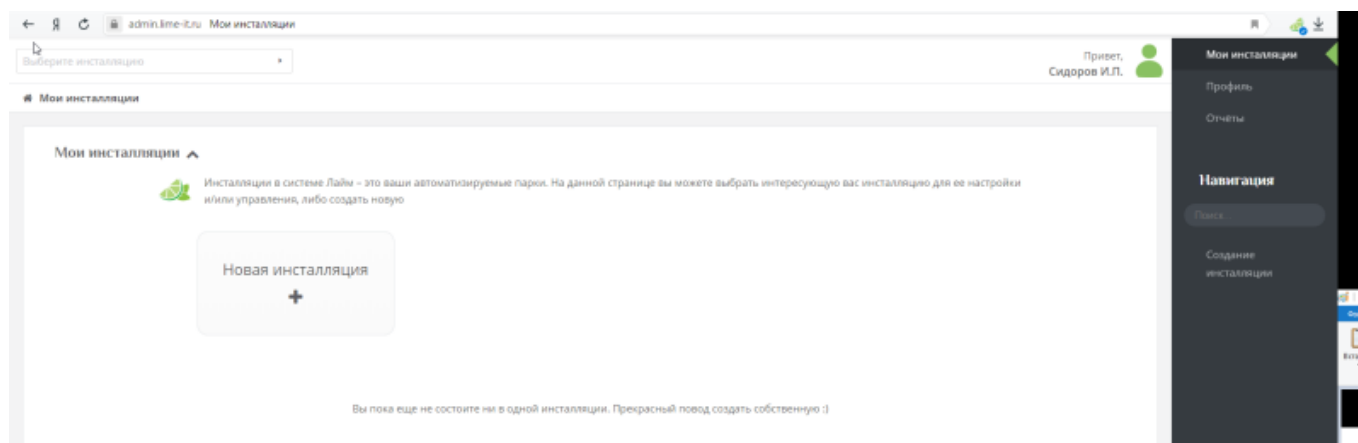 admin.lime-it.ru Мои инсталляции
Выберите инсталляцию
Привет,
Сидоров И.П.
Мои инсталляции
Мои инсталляции
Инсталляции в системе Лайм – это ваши автоматизируемые парки. На данной странице вы можете выбрать интересующую вас инсталляцию для ее настройки
и/или управления, либо создать новую
Новая инсталляция
+
Вы пока еще не состоите ни в одной инсталляции. Прекрасный повод создать собственную :)
Мои инсталляции
Профиль
Отчёты
Навигация
Поиск...
Создание
инсталляции